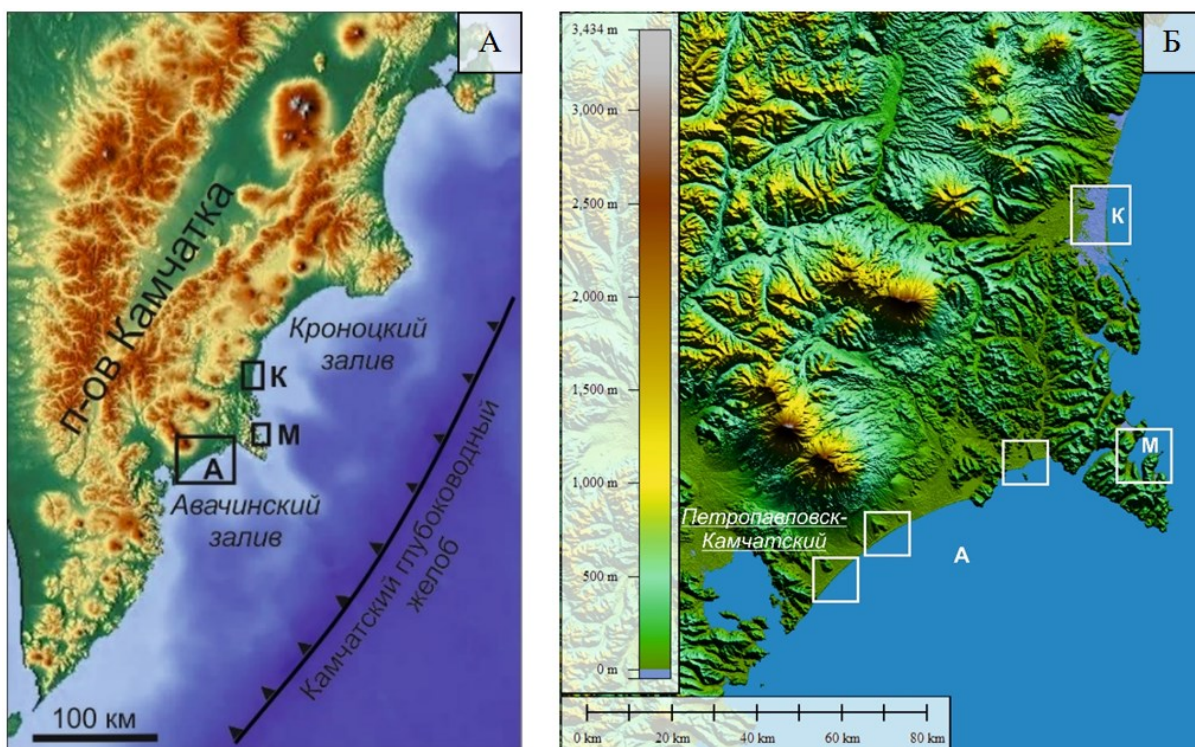 А
п-ов Камчатка
Кроноцкий
залив
К
М
А
Авачинский
залив
Камчатский глубоководный
желоб
100 км
Б
3,434 m
3,000 m
2,500 m
2,000 m
1,500 m
1,000 m
500 m
0 m
К
М
Петропавловск-
Камчатский
А
0 km 20 km 40 km 60 km 80 km